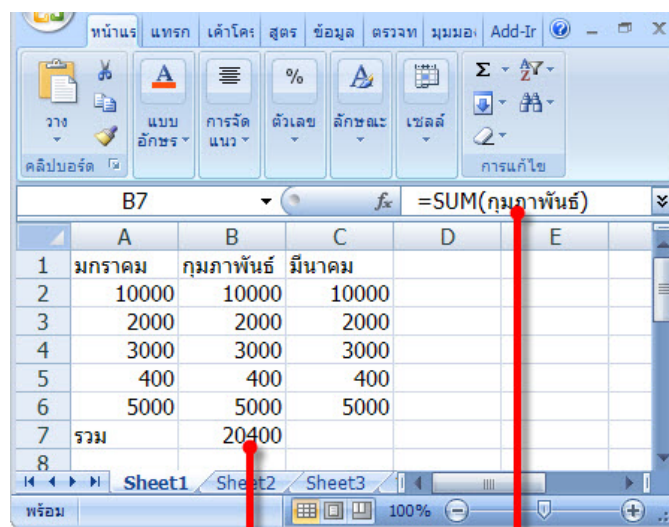 หน้าแร แทรก เค้าโคร สูตร ข้อมูล ตรวจท มุมมอง Add-Ir
วาง แบบอักษร การจัดแนว ตัวเลข ลักษณะ เซลล์
คลิปบอร์ด การแก้ไข
B7 fx =SUM(กุมภาพันธ์)
A B C D E
1 มกราคม กุมภาพันธ์ มีนาคม
2 10000 10000 10000
3 2000 2000 2000
4 3000 3000 3000
5 400 400 400
6 5000 5000 5000
7 รวม 20400
8
Sheet1 Sheet2 Sheet3
พร้อม 100%